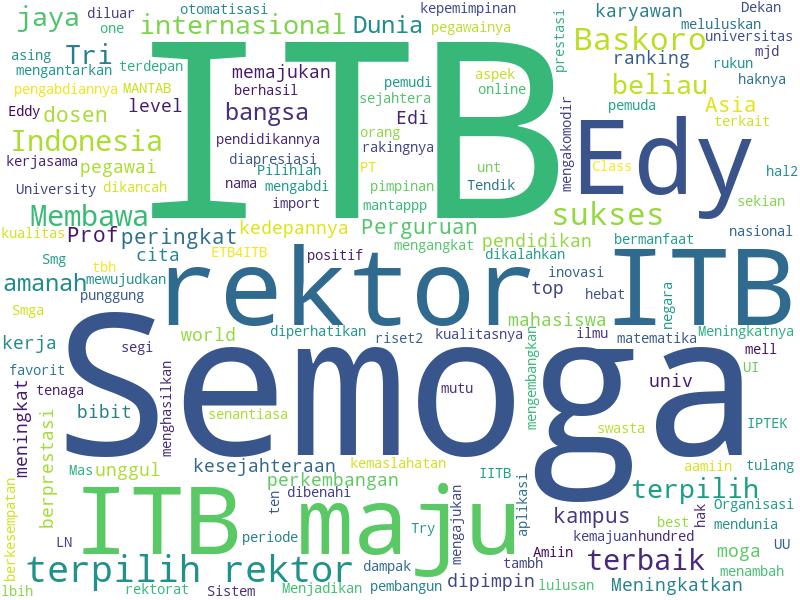 jaya
diluar
one
otomatisasi
internasional
Dunia
kepemimpinan
pegawainya
prestasi
karyawan
Dekan
meluluskan
universitas
mjd
Baskoro
ranking
rukun
haknya
asing
Tri
mengantarkan
terdepan
pengabdiannya
MANTAB
ITB
memajukan
berhasil
pemudi
sejahtera
aspek
online
beliau
pemuda
Asia
terkait
Eddy
dosen
level
bangsa
Edi
orang
rakingnya
mengakomodir
Edy
Indonesia
pendidikannya
kerjasama
pegawai
diapresiasi
Pilihlah
PT
unt
Class
hal2
University
dikancah
nama
mengabdi
pimpinan
Tendik
import
mantappp
sekian
Membawa
sukses
kualitas
Prof
peringkat
kedepannya
Perguruan
mengangkat
pendidikan
bermanfaat
nasional
Smg
cita
ETB4ITB
positif
dikalahkan
tbh
inovasi
amanah
mewujudkan
punggung
rektor ITB
top
hebat
negara
Smga
mahasiswa
kerja
world
diperhatikan
riset2
kualitasnya
ilmu
matematika
Meningkatnya
segi
mengembangkan
mell
UI
favorit
Semoga
tenaga
menghasilkan
mutu
univ
meningkat
bibit
senantiasa
swasta
IPTEK
berprestasi
Mas
unggul
kesejahteraan
kemaslahatan
IITB
aamiin
tulang
perkembangan
terpilih
berkesempatan
ITB maju
ten
dibenahi
mengajukan
aplikasi
kampus
best
hak
Organisasi
mendunia
LN
periode
Try
kemajuan
hundred
UU
Amiin
terbaik
moga
terpilih rektor
dampak
tambh
menambah
lbih
rektorat
Sistem
Menjadikan
pembangun
dipimpin
lulusan
Meningkatkan